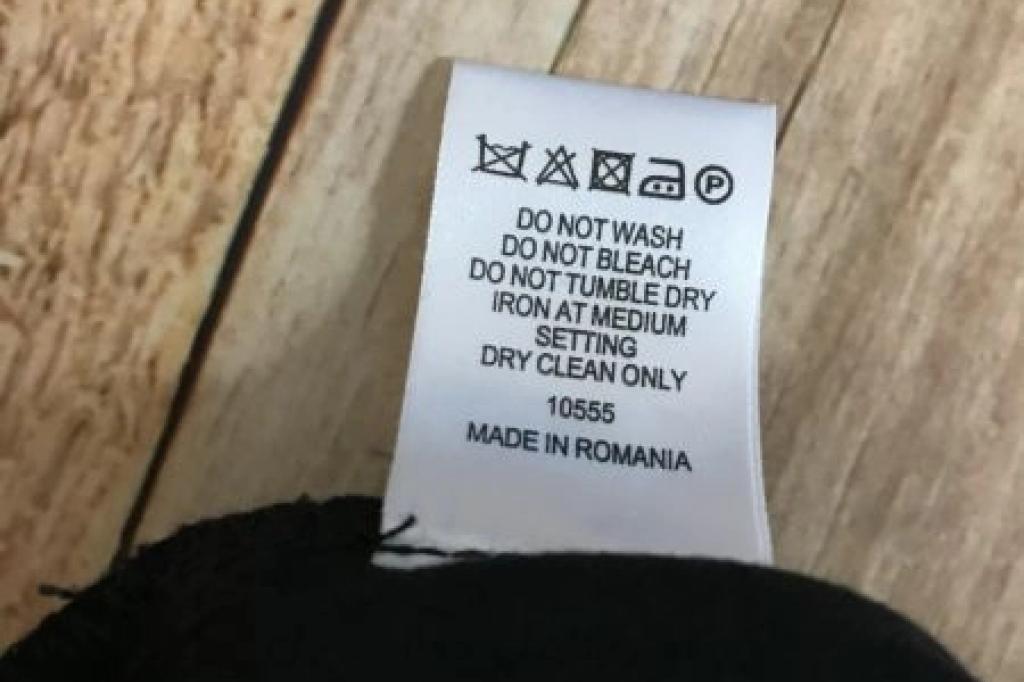 P
DO NOT WASH
DO NOT BLEACH
DO NOT TUMBLE DRY
IRON AT MEDIUM
SETTING
DRY CLEAN ONLY
10555
MADE IN ROMANIA